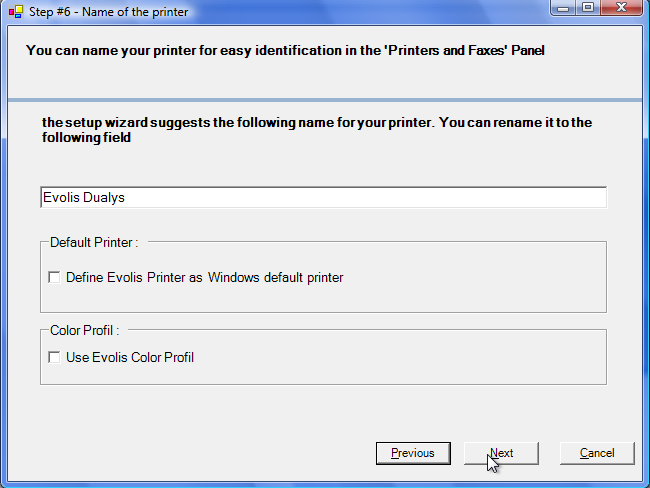 Step #6 - Name of the printer
You can name your printer for easy identification in the 'Printers and Faxes' Panel
the setup wizard suggests the following name for your printer. You can rename it to the
following field
Evolis Dualys
Default Printer :
Define Evolis Printer as Windows default printer
Color Profil :
Use Evolis Color Profil
Previous Next Cancel